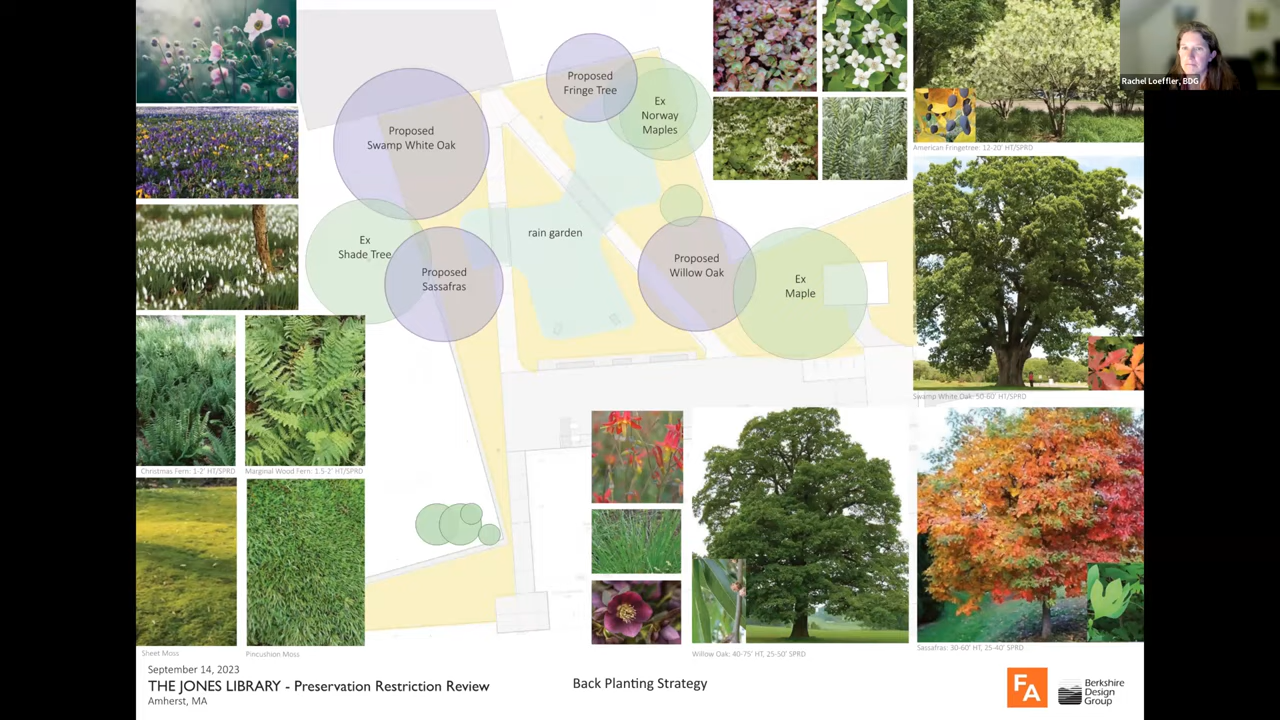 Rachel Loeffler, BDG
Proposed
Fringe Tree
Ex
Norway
Maples
Proposed
Swamp White Oak
American Fringetree: 12-20' HT/SPRD
rain garden
Ex
Shade Tree
Proposed
Sassafras
Proposed
Willow Oak
Ex
Maple
Swamp White Oak: 50-60' HT/SPRD
Christmas Fern: 1-2' HT/SPRD
Marginal Wood Fern: 1.5-2' HT/SPRD
Sheet Moss
Pincushion Moss
Willow Oak: 40-75' HT, 25-50' SPRD
Sassafras: 30-60' HT, 25-40' SPRD
September 14, 2023
THE JONES LIBRARY - Preservation Restriction Review
Amherst, MA
Back Planting Strategy
FA
Berkshire
Design
Group